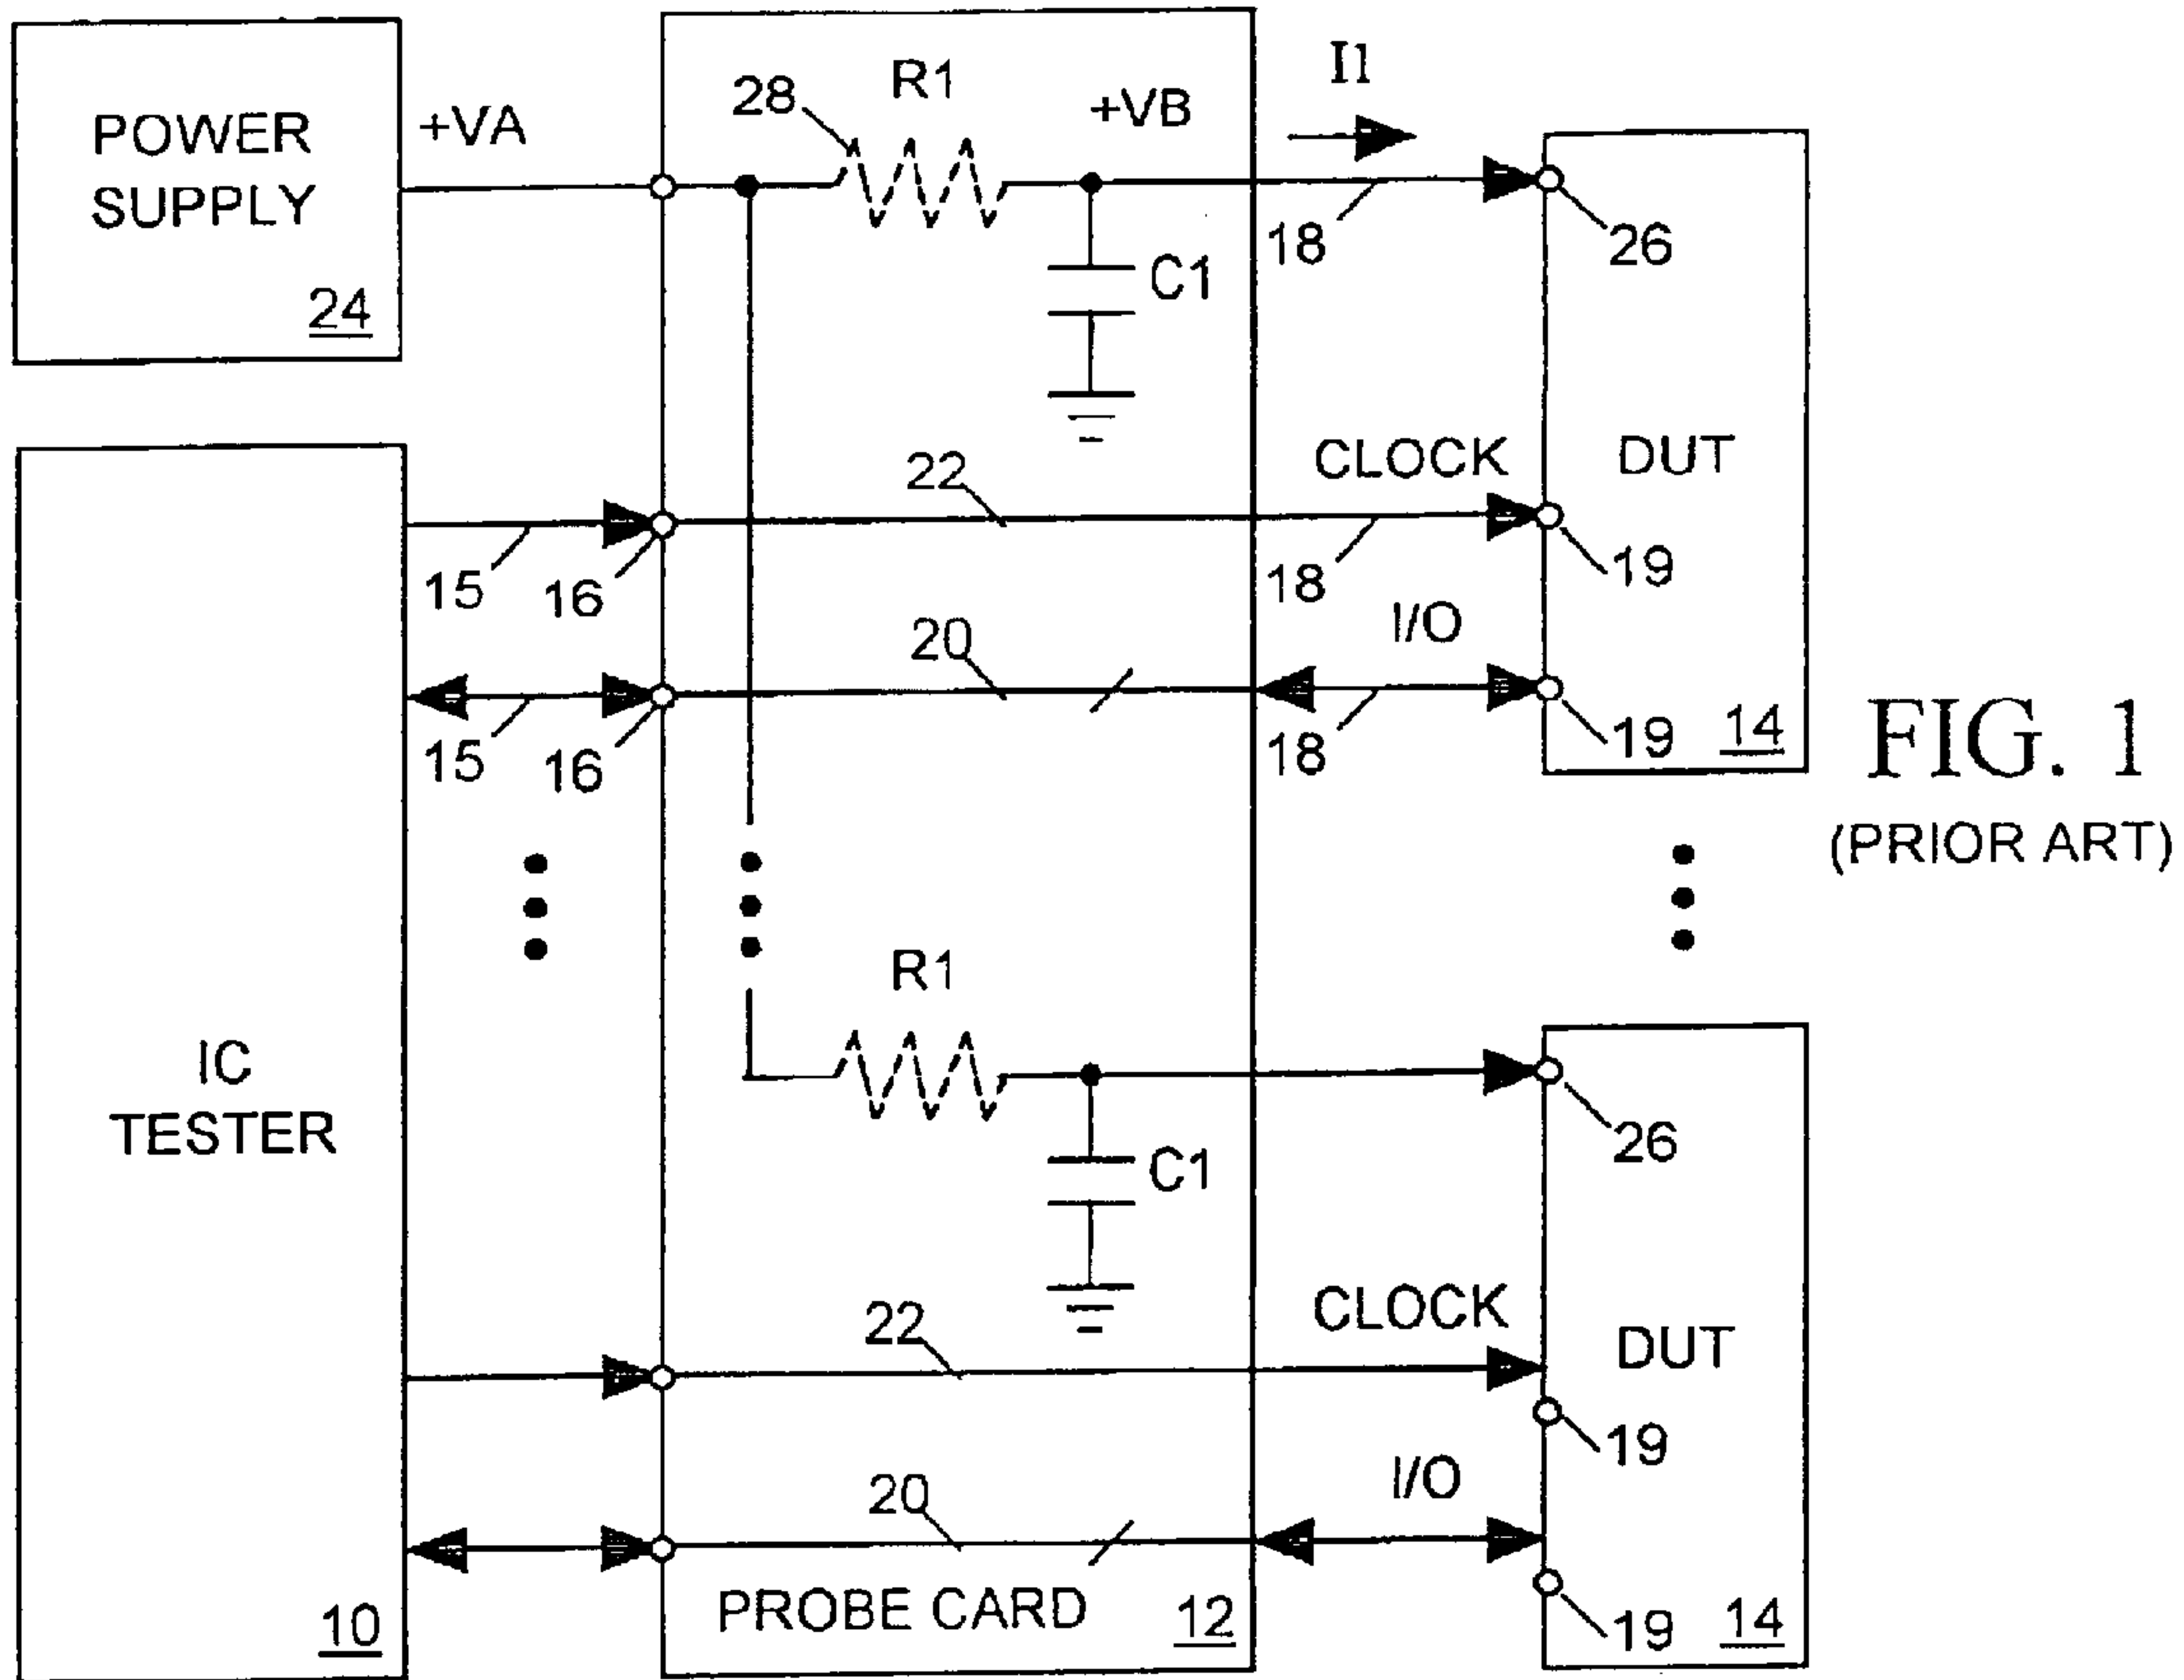 POWER
SUPPLY
24
+VA
28
R1
+VB
I1
18
26
C1
CLOCK
DUT
22
15
16
18
19
I/O
20
15
16
18
19
14
FIG. 1
(PRIOR ART)
R1
C1
26
IC
TESTER
CLOCK
DUT
22
19
I/O
20
19
14
10
PROBE CARD
12